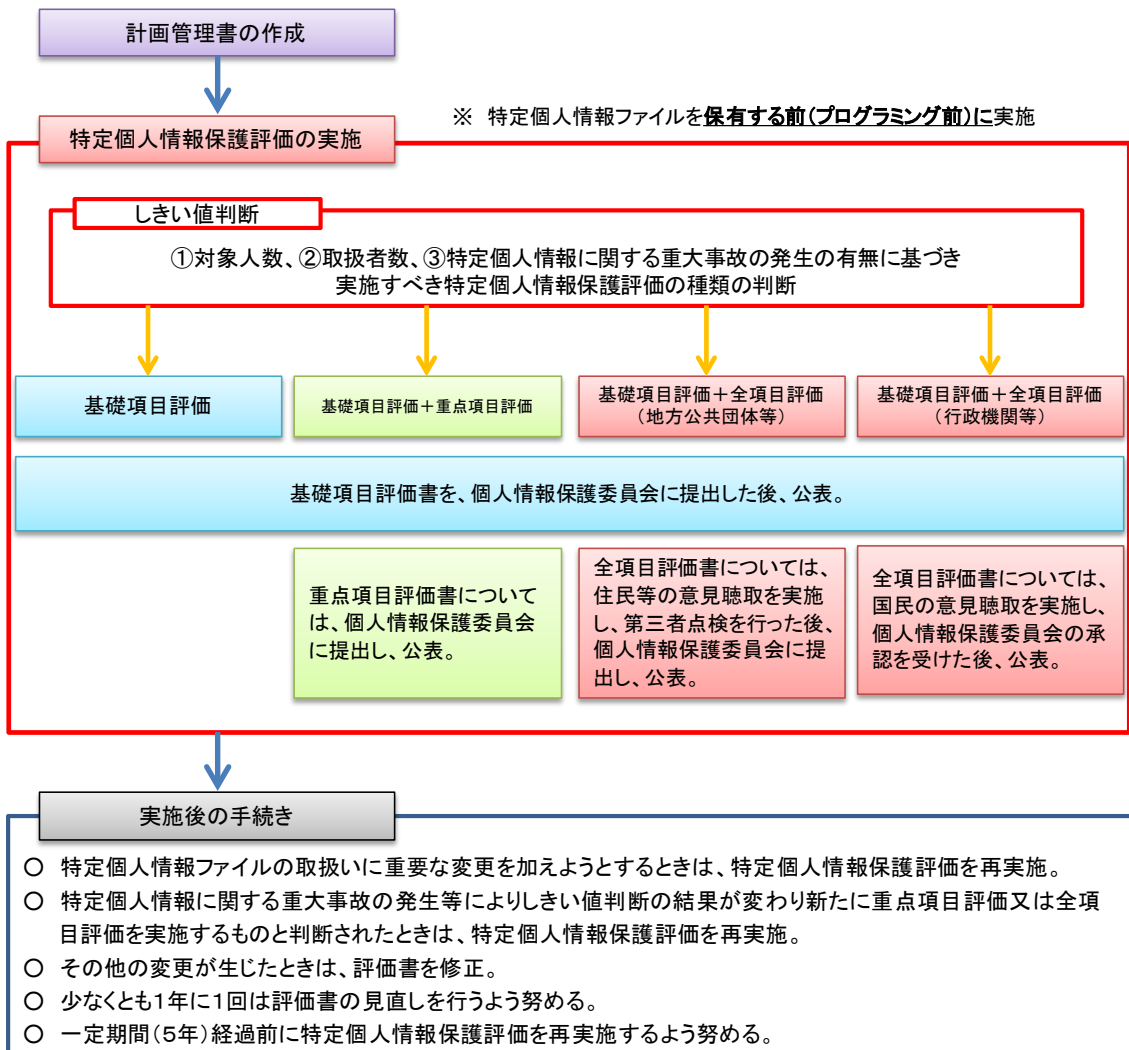 計画管理書の作成
※ 特定個人情報ファイルを保有する前(プログラミング前)に実施
特定個人情報保護評価の実施
しきい値判断
①対象人数、②取扱者数、③特定個人情報に関する重大事故の発生の有無に基づき
実施すべき特定個人情報保護評価の種類の判断
基礎項目評価
基礎項目評価+重点項目評価
基礎項目評価+全項目評価
(地方公共団体等)
基礎項目評価+全項目評価
(行政機関等)
基礎項目評価書を、個人情報保護委員会に提出した後、公表。
重点項目評価書について
は、個人情報保護委員会
に提出し、公表。
全項目評価書については、
住民等の意見聴取を実施
し、第三者点検を行った後、
個人情報保護委員会に提
出し、公表。
全項目評価書については、
国民の意見聴取を実施し、
個人情報保護委員会の承
認を受けた後、公表。
実施後の手続き
○ 特定個人情報ファイルの取扱いに重要な変更を加えようとするときは、特定個人情報保護評価を再実施。
○ 特定個人情報に関する重大事故の発生等によりしきい値判断の結果が変わり新たに重点項目評価又は全項
目評価を実施するものと判断されたときは、特定個人情報保護評価を再実施。
○ その他の変更が生じたときは、評価書を修正。
○ 少なくとも1年に1回は評価書の見直しを行うよう努める。
○ 一定期間(5年)経過前に特定個人情報保護評価を再実施するよう努める。